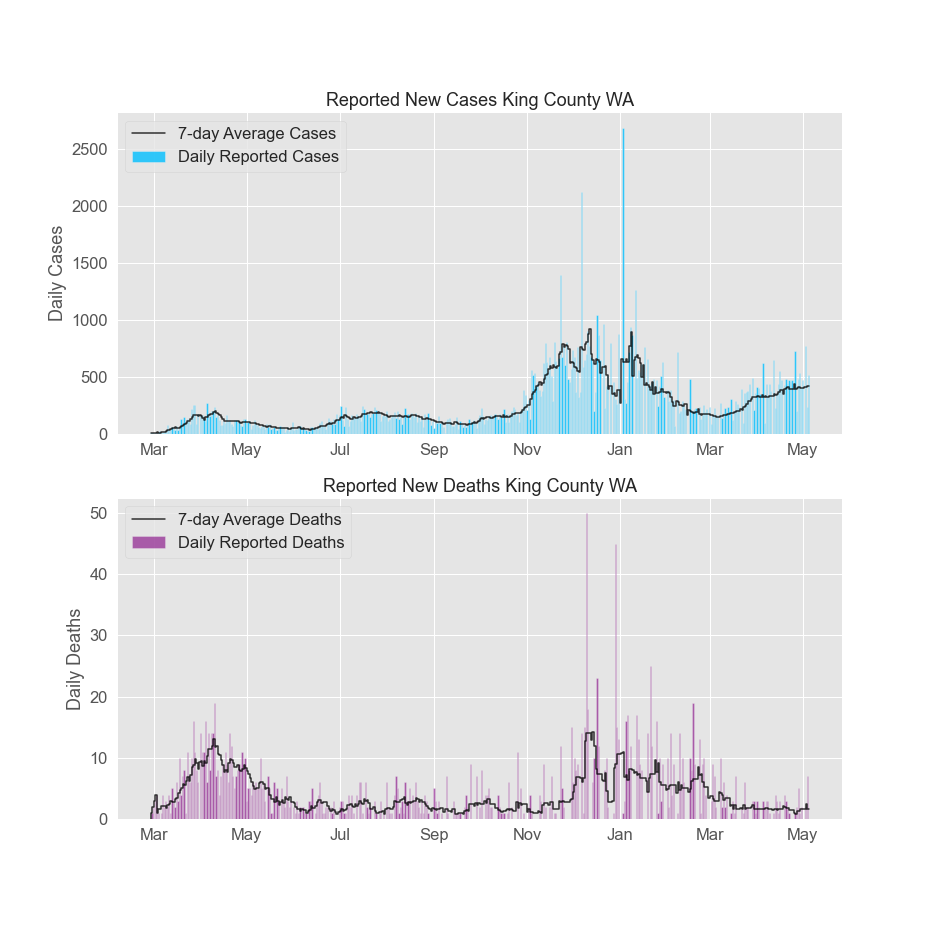 Reported New Cases King County WA
7-day Average Cases
Daily Reported Cases
Daily Cases
2500
2000
1500
1000
500
0
Mar May Jul Sep Nov Jan Mar May
Reported New Deaths King County WA
7-day Average Deaths
Daily Reported Deaths
Daily Deaths
50
40
30
20
10
0
Mar May Jul Sep Nov Jan Mar May